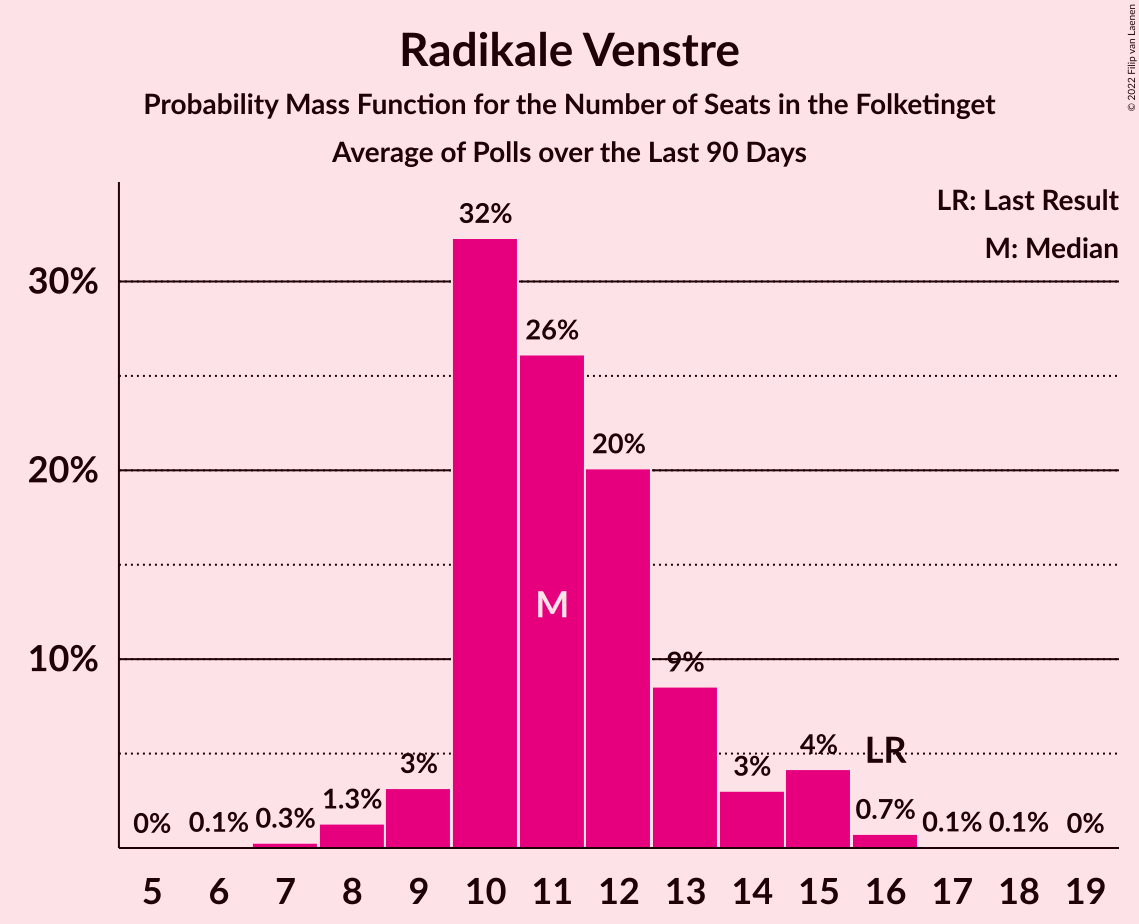 Radikale Venstre
Probability Mass Function for the Number of Seats in the Folketinget
Average of Polls over the Last 90 Days
© 2022 Filip van Laenen
LR: Last Result
M: Median
30%
20%
10%
0%
0.1%
0.3%
1.3%
3%
32%
26%
20%
9%
3%
4%
0.7%
0.1%
0.1%
0%
M
LR
5 6 7 8 9 10 11 12 13 14 15 16 17 18 19